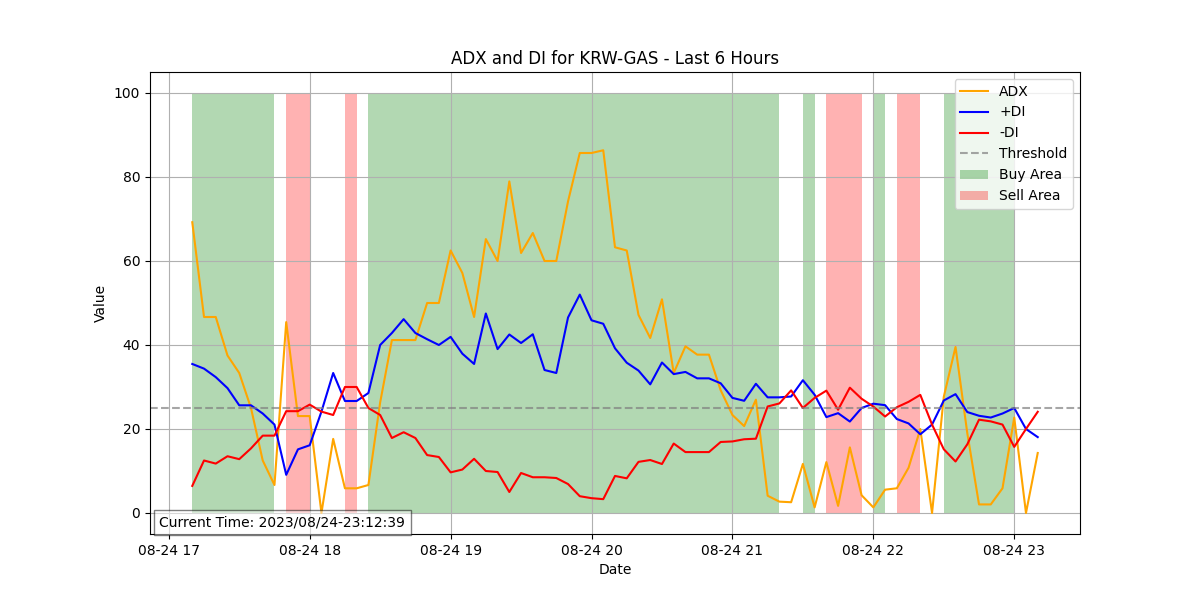 ADX and DI for KRW-GAS - Last 6 Hours
100
80
60
40
20
0
Value
ADX
+DI
-DI
Threshold
Buy Area
Sell Area
Current Time: 2023/08/24-23:12:39
08-24 17
08-24 18
08-24 19
08-24 20
08-24 21
08-24 22
08-24 23
Date